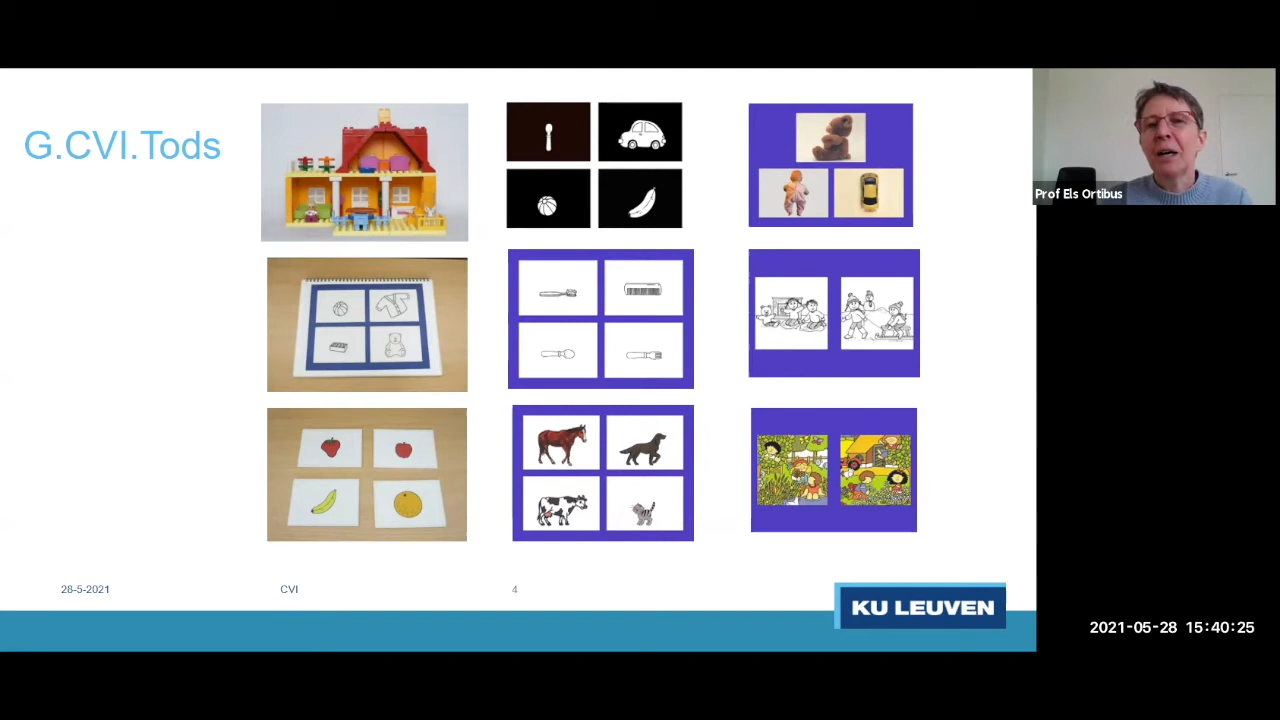 G.CVI.Tods
Prof Els Ortibus
28-5-2021
CVI
4
KU LEUVEN
2021-05-28 15:40:25